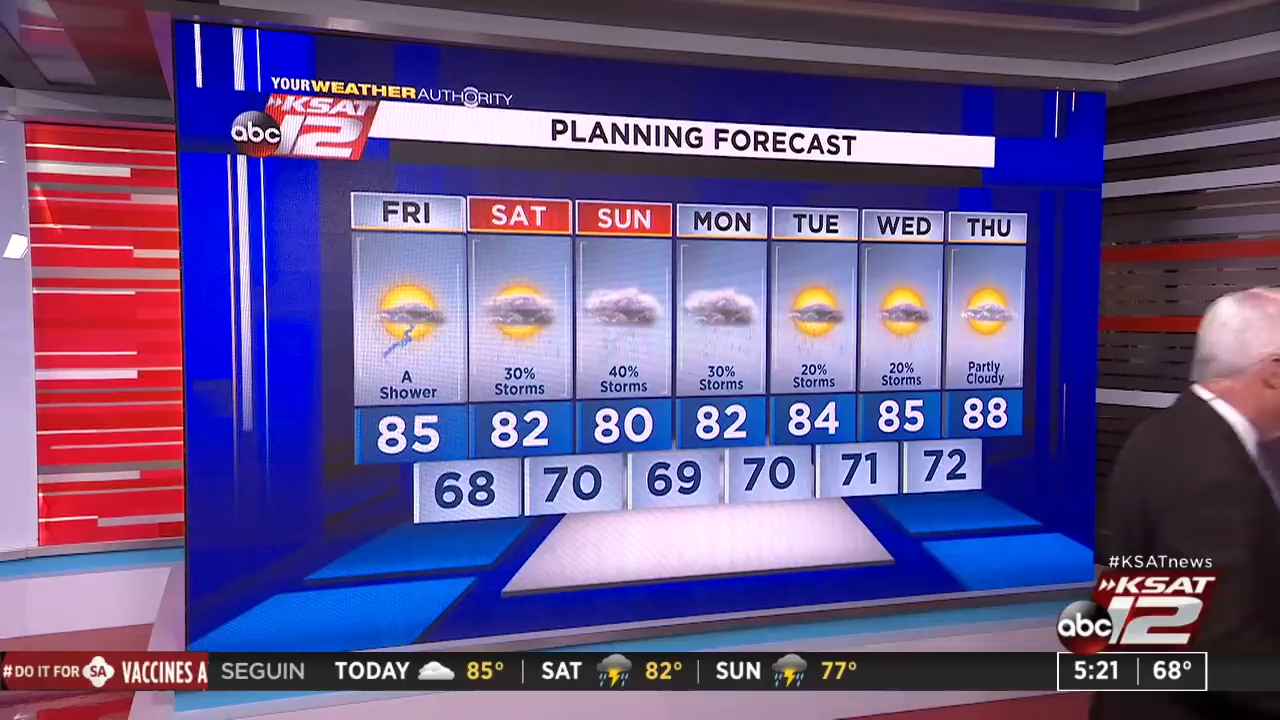 YOURWEATHERAUTHORITY
KSAT
abc 12
PLANNING FORECAST
FRI SAT SUN MON TUE WED THU
A Shower
30% Storms
40% Storms
30% Storms
20% Storms
20% Storms
Partly Cloudy
85 82 80 82 84 85 88
68 70 69 70 71 72
#KSATnews
KSAT
abc 12
#DO IT FOR SA VACCINES A SEGUIN TODAY 85° SAT 82° SUN 77° 5:21 68°